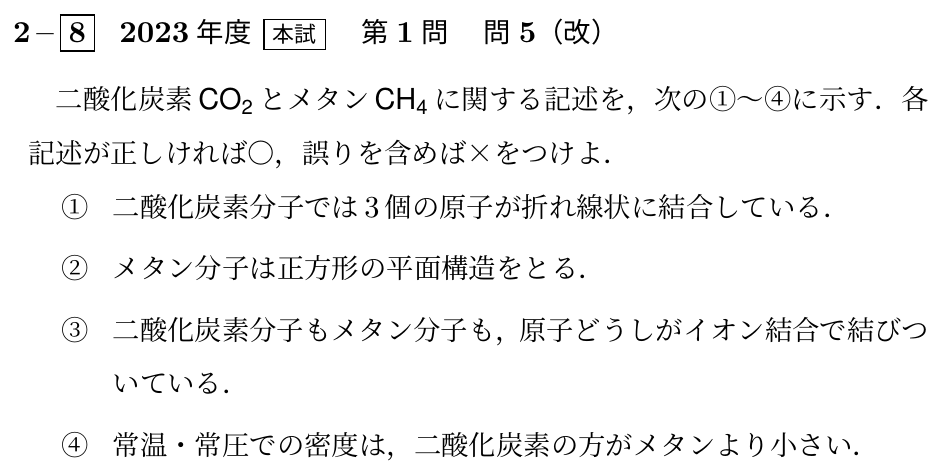 2－8 2023年度 本試 第1問 問5（改）
二酸化炭素CO₂とメタンCH₄に関する記述を，次の①～④に示す．各
記述が正しければ○，誤りを含めば×をつけよ．
① 二酸化炭素分子では3個の原子が折れ線状に結合している．
② メタン分子は正方形の平面構造をとる．
③ 二酸化炭素分子もメタン分子も，原子どうしがイオン結合で結びつ
いている．
④ 常温・常圧での密度は，二酸化炭素の方がメタンより小さい．